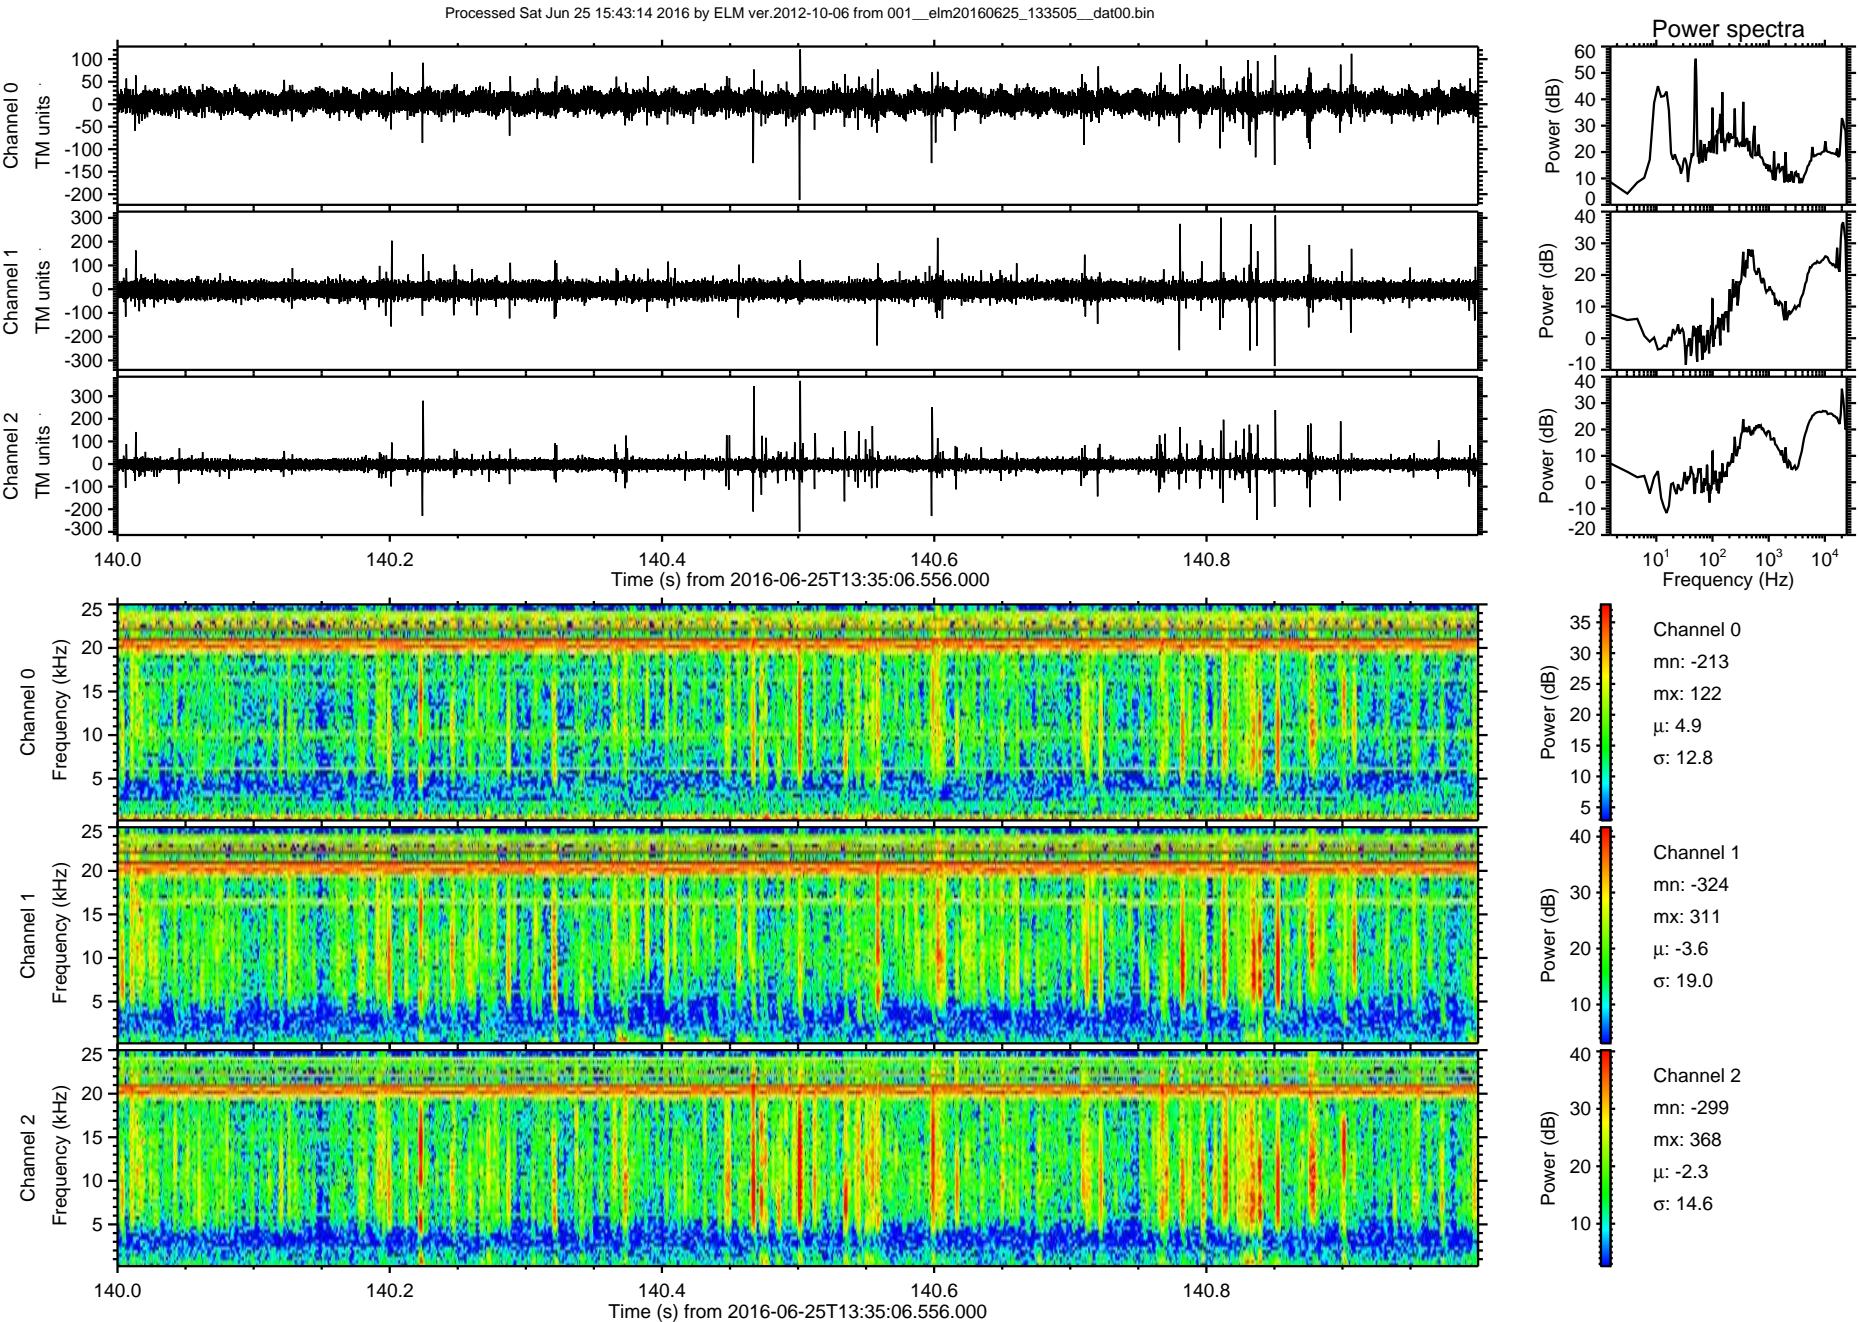 Processed Sat Jun 25 15:43:14 2016 by ELM ver.2012-10-06 from 001__elm20160625_133505__dat00.bin
Power spectra
Channel 0
TM units
100
50
0
-50
-100
-150
-200
Power (dB)
60
50
40
30
20
10
0
Channel 1
TM units
300
200
100
0
-100
-200
-300
Power (dB)
40
30
20
10
0
-10
Channel 2
TM units
300
200
100
0
-100
-200
-300
Power (dB)
40
30
20
10
0
-10
-20
140.0 140.2 140.4 140.6 140.8
Time (s) from 2016-06-25T13:35:06.556.000
10¹ 10² 10³ 10⁴
Frequency (Hz)
Channel 0
Frequency (kHz)
25
20
15
10
5
Power (dB)
35
30
25
20
15
10
5
Channel 0
mn: -213
mx: 122
μ: 4.9
σ: 12.8
Channel 1
Frequency (kHz)
25
20
15
10
5
Power (dB)
40
30
20
10
Channel 1
mn: -324
mx: 311
μ: -3.6
σ: 19.0
Channel 2
Frequency (kHz)
25
20
15
10
5
Power (dB)
40
30
20
10
Channel 2
mn: -299
mx: 368
μ: -2.3
σ: 14.6
140.0 140.2 140.4 140.6 140.8
Time (s) from 2016-06-25T13:35:06.556.000